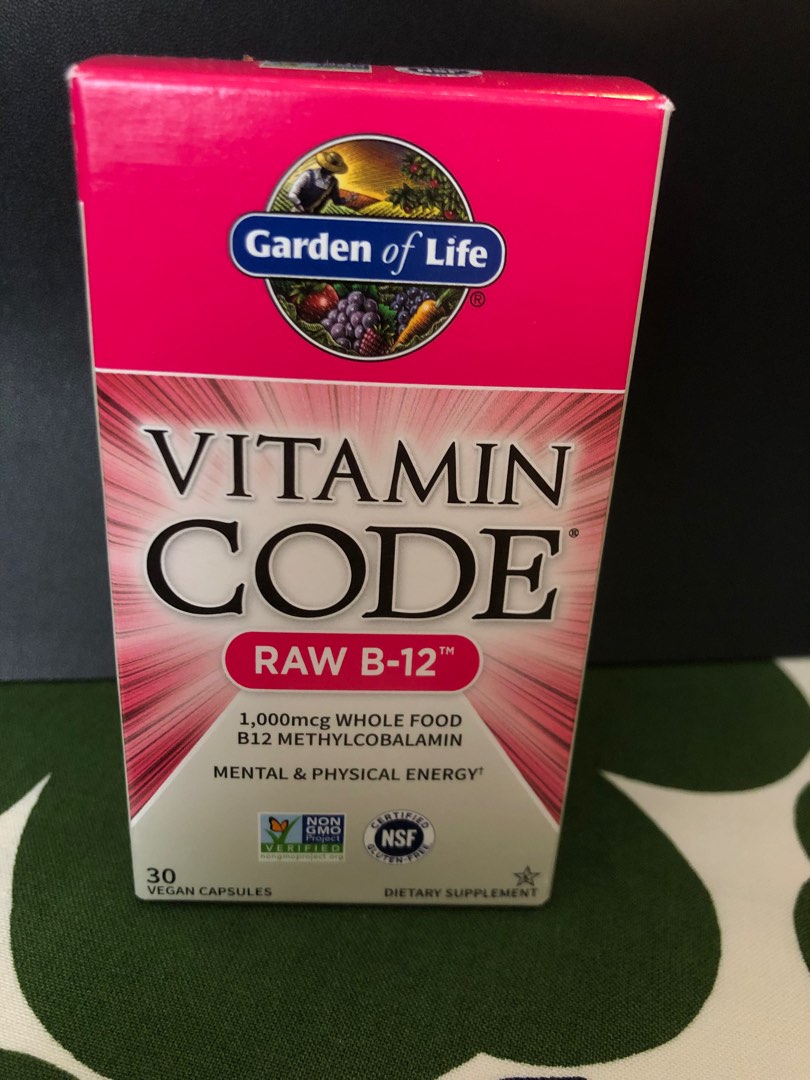 Garden of Life®
VITAMIN
CODE®
RAW B-12™
1,000mcg WHOLE FOOD
B12 METHYLCOBALAMIN
MENTAL & PHYSICAL ENERGY†
NON
GMO
Project
VERIFIED
nongmoproject.org
CERTIFIED
NSF
GLUTEN-FREE
30
VEGAN CAPSULES
DIETARY SUPPLEMENT